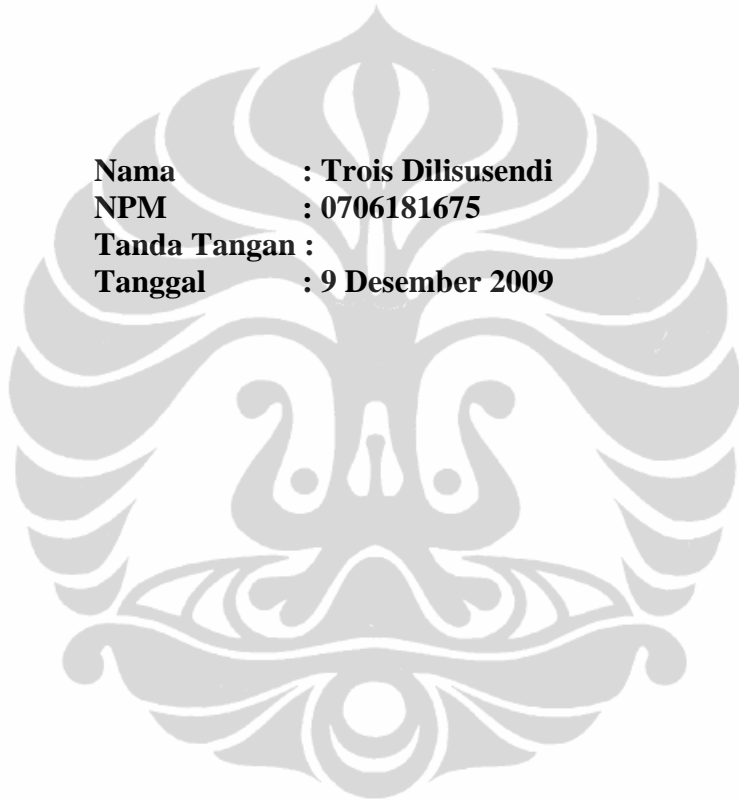 Nama : Trois Dilisusendi
NPM : 0706181675
Tanda Tangan :
Tanggal : 9 Desember 2009